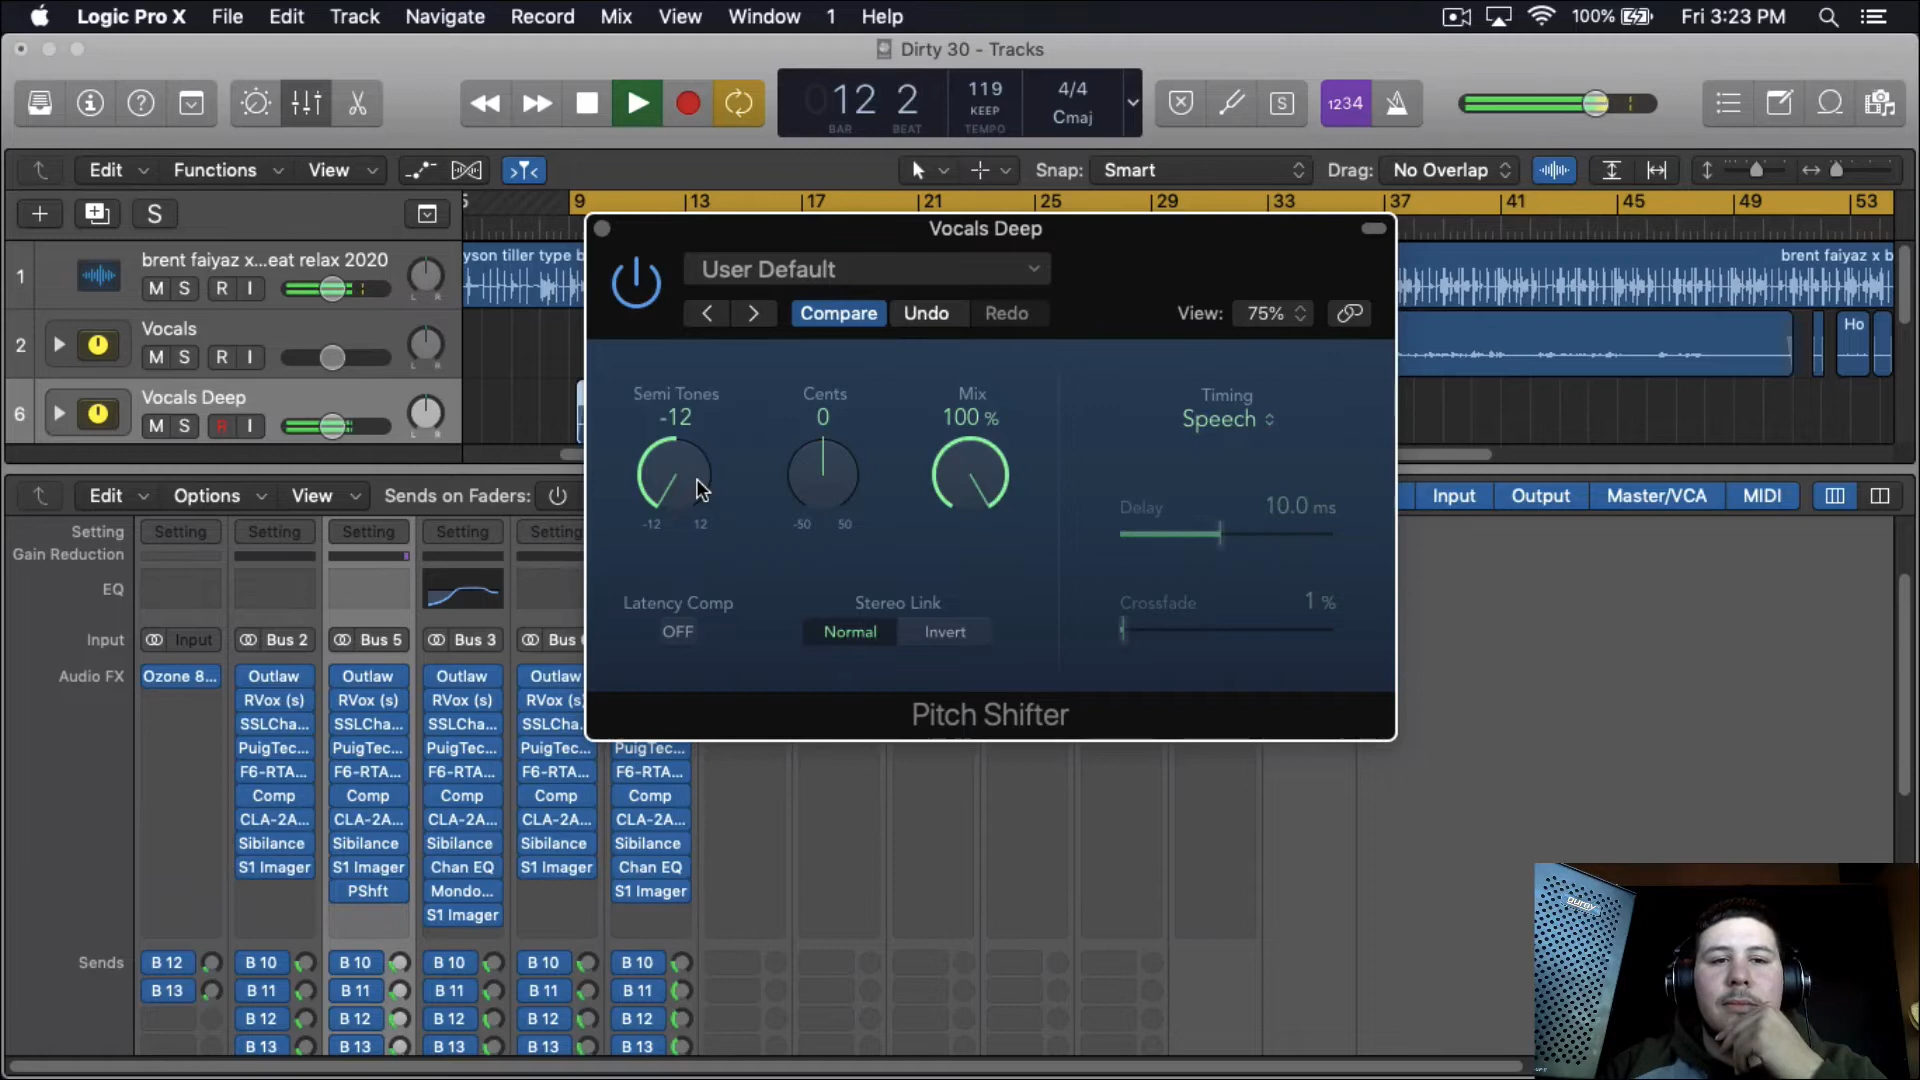 Logic Pro X File Edit Track Navigate Record Mix View Window 1 Help 100% Fri 3:23 PM
Dirty 30 - Tracks
12 2 119 KEEP 4/4 Cmaj
BAR BEAT TEMPO
S 1234
Edit Functions View Snap: Smart Drag: No Overlap
S 5 9 13 17 21 25 29 33 37 41 45 49 53
1 brent faiyaz x...eat relax 2020
M S R I L R
yson tiller type b
brent faiyaz x b
2 Vocals
M S R I
Ho
6 Vocals Deep
M S R I L R
Vocals Deep
User Default
Compare Undo Redo View: 75%
Semi Tones
-12
-12 12
Cents
0
-50 50
Mix
100 %
Timing
Speech
Delay 10.0 ms
Latency Comp
OFF
Stereo Link
Normal Invert
Crossfade 1 %
Pitch Shifter
Edit Options View Sends on Faders: Input Output Master/VCA MIDI
Setting Setting Setting Setting Setting Setting
Gain Reduction
EQ
Input Input Bus 2 Bus 5 Bus 3 Bus
Audio FX Ozone 8... Outlaw Outlaw Outlaw Outlaw
RVox (s) RVox (s) RVox (s) RVox (s)
SSLCha... SSLCha... SSLCha... SSLCha...
PuigTec... PuigTec... PuigTec... PuigTec... PuigTec...
F6-RTA... F6-RTA... F6-RTA... F6-RTA... F6-RTA...
Comp Comp Comp Comp Comp
CLA-2A... CLA-2A... CLA-2A... CLA-2A... CLA-2A...
Sibilance Sibilance Sibilance Sibilance Sibilance
S1 Imager S1 Imager Chan EQ S1 Imager Chan EQ
PShft Mondo... S1 Imager
S1 Imager
Sends B 12 B 10 B 10 B 10 B 10 B 10
B 13 B 11 B 11 B 11 B 11 B 11
B 12 B 12 B 12 B 12 B 12
B 13 B 13 B 13 B 13 B 13